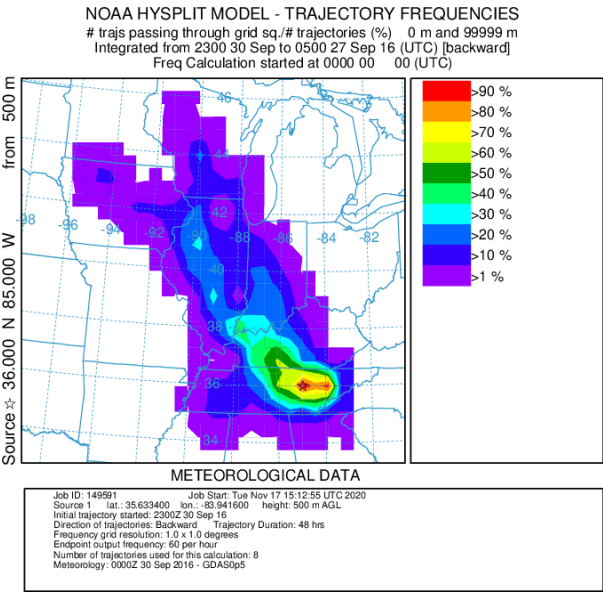 NOAA HYSPLIT MODEL - TRAJECTORY FREQUENCIES
# trajs passing through grid sq./# trajectories (%) 0 m and 99999 m
Integrated from 2300 30 Sep to 0500 27 Sep 16 (UTC) [backward]
Freq Calculation started at 0000 00 00 (UTC)
Source ☆ 36.000 N 85.000 W from 500 m
46
44
42
40
38
36
34
-98
-96
-94
-92
-90
-88
-86
-84
-82
>90 %
>80 %
>70 %
>60 %
>50 %
>40 %
>30 %
>20 %
>10 %
>1 %
METEOROLOGICAL DATA
Job ID: 149591 Job Start: Tue Nov 17 15:12:55 UTC 2020
Source 1 lat.: 35.633400 lon.: -83.941600 height: 500 m AGL
Initial trajectory started: 2300Z 30 Sep 16
Direction of trajectories: Backward Trajectory Duration: 48 hrs
Frequency grid resolution: 1.0 x 1.0 degrees
Endpoint output frequency: 60 per hour
Number of trajectories used for this calculation: 8
Meteorology: 0000Z 30 Sep 2016 - GDAS0p5